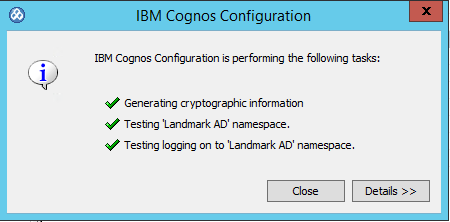 IBM Cognos Configuration
x
IBM Cognos Configuration is performing the following tasks:
Generating cryptographic information
Testing 'Landmark AD' namespace.
Testing logging on to 'Landmark AD' namespace.
Close
Details >>